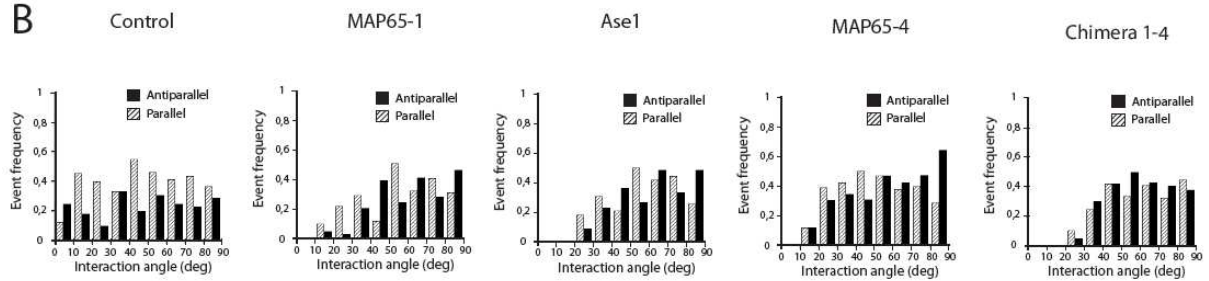 B
Control
MAP65-1
Ase1
MAP65-4
Chimera 1-4
Event frequency
1
0,8
0,6
0,4
0,2
0
Antiparallel
Parallel
0 10 20 30 40 50 60 70 80 90
Interaction angle (deg)
Event frequency
1
0,8
0,6
0,4
0,2
0
Antiparallel
Parallel
10 20 30 40 50 60 70 80 90
Interaction angle (deg)
Event frequency
1
0,8
0,6
0,4
0,2
0
Antiparallel
Parallel
0 10 20 30 40 50 60 70 80 90
Interaction angle (deg)
Event frequency
1
0,8
0,6
0,4
0,2
0
Antiparallel
Parallel
0 10 20 30 40 50 60 70 80 90
Interaction angle (deg)
Event frequency
1
0,8
0,6
0,4
0,2
0
Antiparallel
Parallel
0 10 20 30 40 50 60 70 80 90
Interaction angle (deg)